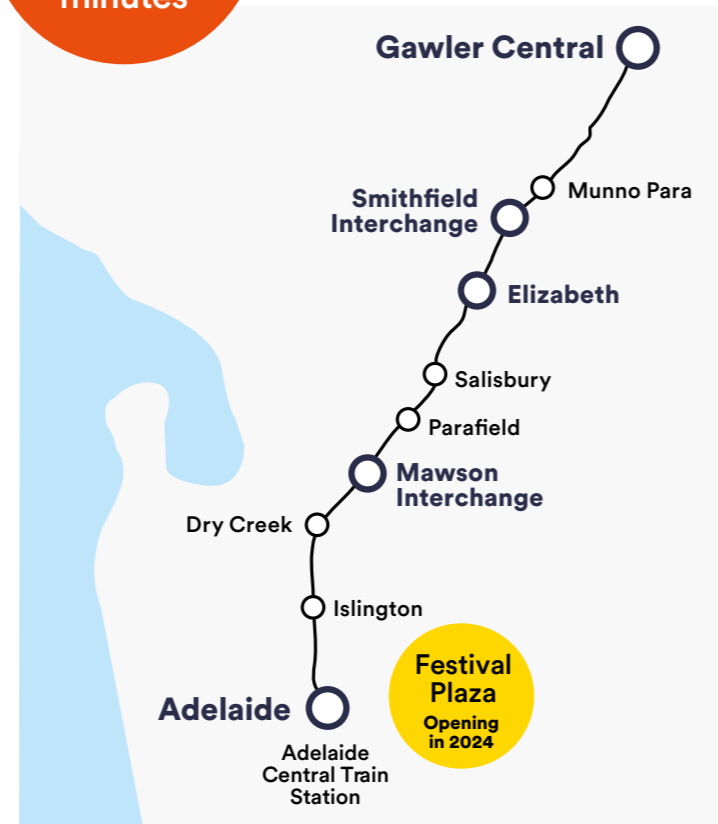 minutes
Gawler Central
Munno Para
Smithfield
Interchange
Elizabeth
Salisbury
Parafield
Mawson
Interchange
Dry Creek
Islington
Festival
Plaza
Opening
in 2024
Adelaide
Adelaide
Central Train
Station